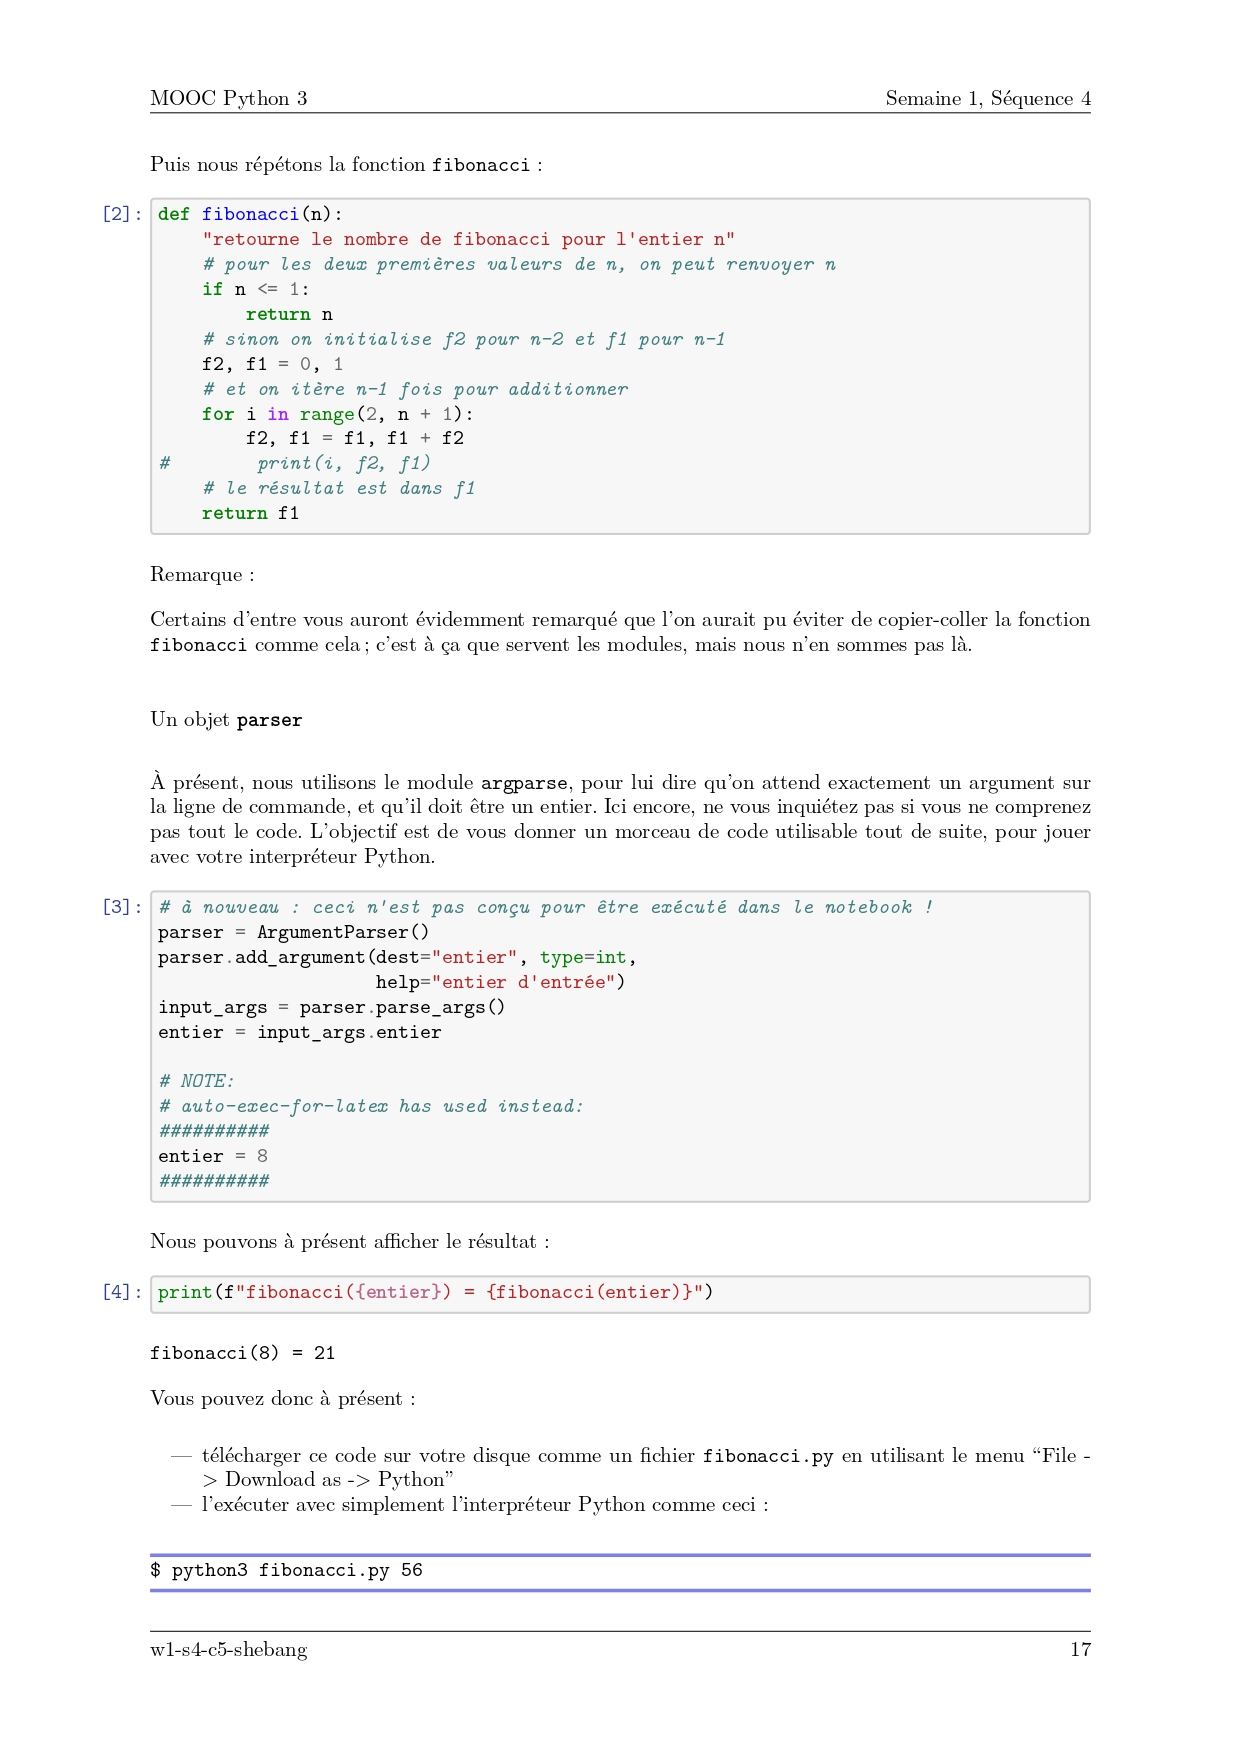 MOOC Python 3 Semaine 1, Séquence 4
Puis nous répétons la fonction fibonacci :
[2]: def fibonacci(n):
    "retourne le nombre de fibonacci pour l'entier n"
    # pour les deux premières valeurs de n, on peut renvoyer n
    if n <= 1:
        return n
    # sinon on initialise f2 pour n-2 et f1 pour n-1
    f2, f1 = 0, 1
    # et on itère n-1 fois pour additionner
    for i in range(2, n + 1):
        f2, f1 = f1, f1 + f2
#        print(i, f2, f1)
    # le résultat est dans f1
    return f1
Remarque :
Certains d'entre vous auront évidemment remarqué que l'on aurait pu éviter de copier-coller la fonction
fibonacci comme cela ; c'est à ça que servent les modules, mais nous n'en sommes pas là.
Un objet parser
À présent, nous utilisons le module argparse, pour lui dire qu'on attend exactement un argument sur
la ligne de commande, et qu'il doit être un entier. Ici encore, ne vous inquiétez pas si vous ne comprenez
pas tout le code. L'objectif est de vous donner un morceau de code utilisable tout de suite, pour jouer
avec votre interpréteur Python.
[3]: # à nouveau : ceci n'est pas conçu pour être exécuté dans le notebook !
parser = ArgumentParser()
parser.add_argument(dest="entier", type=int,
                    help="entier d'entrée")
input_args = parser.parse_args()
entier = input_args.entier
# NOTE:
# auto-exec-for-latex has used instead:
##########
entier = 8
##########
Nous pouvons à présent afficher le résultat :
[4]: print(f"fibonacci({entier}) = {fibonacci(entier)}")
fibonacci(8) = 21
Vous pouvez donc à présent :
— télécharger ce code sur votre disque comme un fichier fibonacci.py en utilisant le menu “File -
> Download as -> Python”
— l'exécuter avec simplement l'interpréteur Python comme ceci :
$ python3 fibonacci.py 56
w1-s4-c5-shebang 17